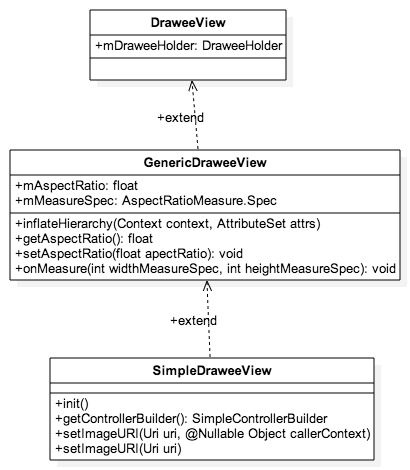 DraweeView
+mDraweeHolder: DraweeHolder
+extend
GenericDraweeView
+mAspectRatio: float
+mMeasureSpec: AspectRatioMeasure.Spec
+inflateHierarchy(Context context, AttributeSet attrs)
+getAspectRatio(): float
+setAspectRatio(float apectRatio): void
+onMeasure(int widthMeasureSpec, int heightMeasureSpec): void
+extend
SimpleDraweeView
+init()
+getControllerBuilder(): SimpleControllerBuilder
+setImageURI(Uri uri, @Nullable Object callerContext)
+setImageURI(Uri uri)